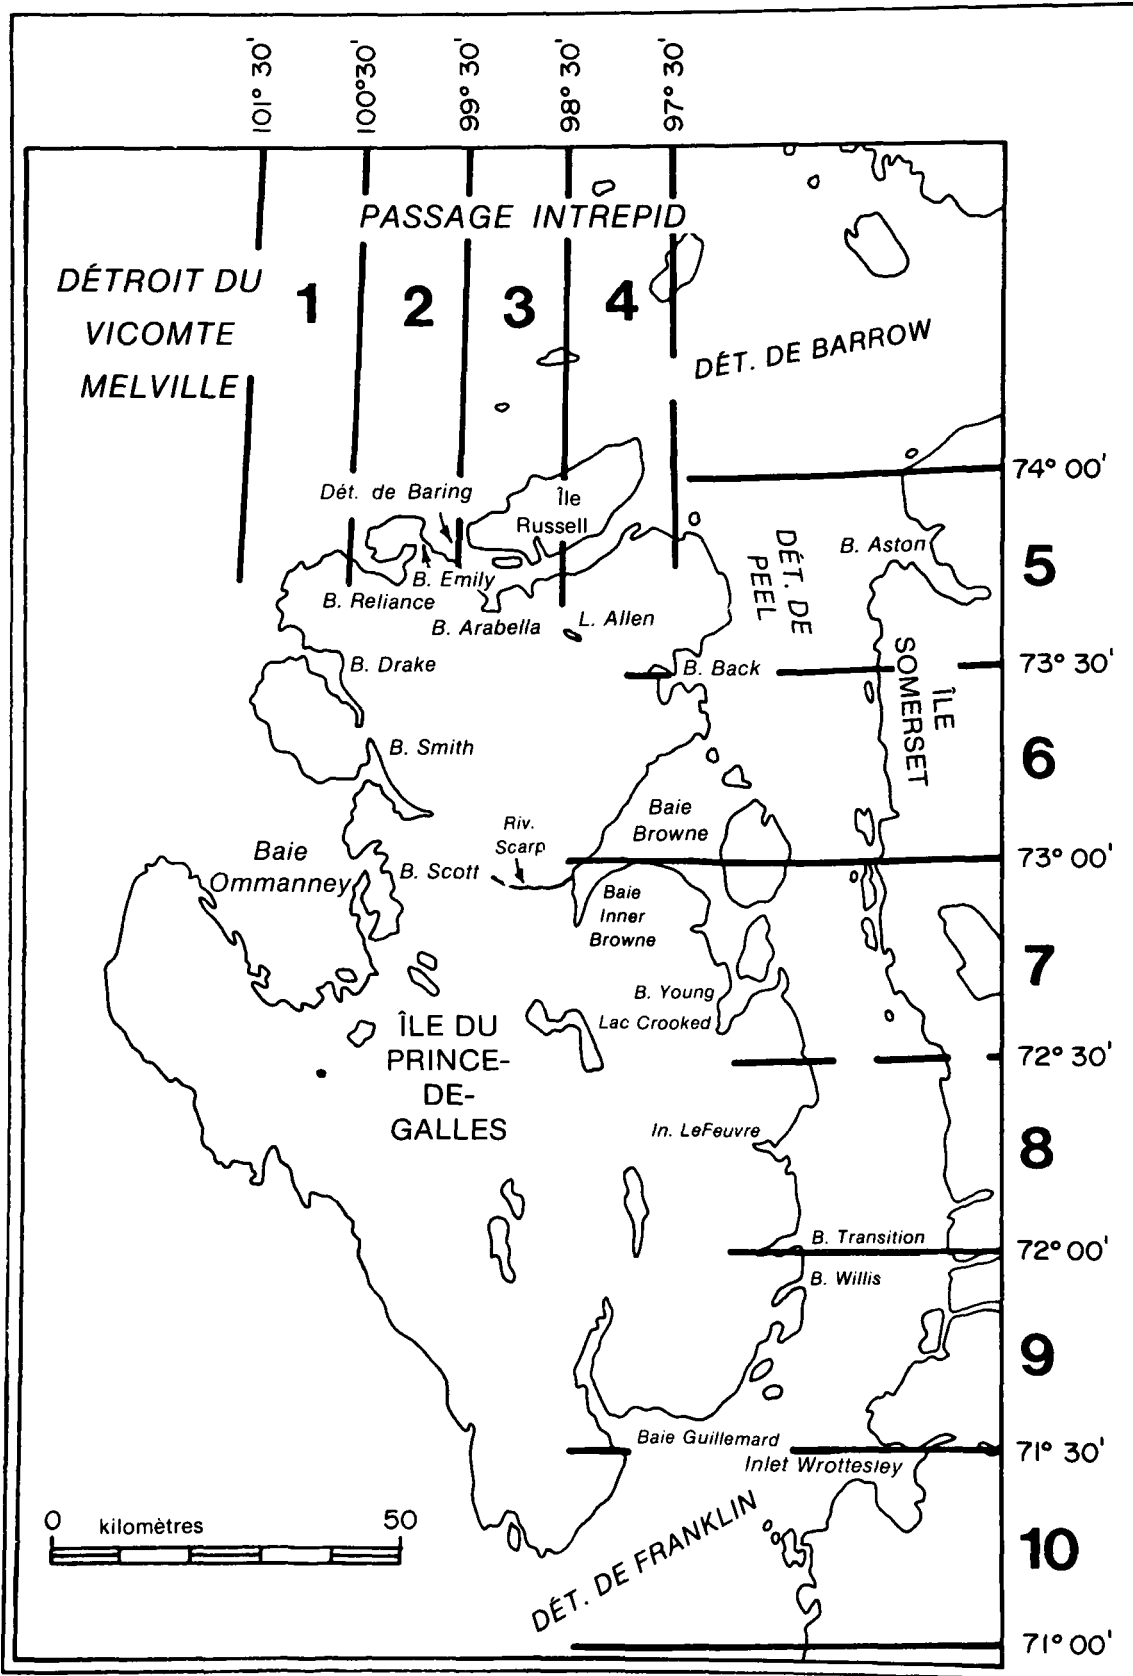 101° 30'
100°30'
99° 30'
98° 30'
97° 30'
PASSAGE INTREPID
DÉTROIT DU
VICOMTE
MELVILLE
1
2
3
4
DÉT. DE BARROW
74° 00'
Dét. de Baring
Île
Russell
B. Emily
B. Reliance
B. Arabella
L. Allen
DÉT. DE
PEEL
B. Aston
5
B. Drake
B. Back
73° 30'
ÎLE
SOMERSET
B. Smith
6
Baie
Browne
Riv.
Scarp
73° 00'
Baie
Ommanney
B. Scott
Baie
Inner
Browne
7
B. Young
Lac Crooked
ÎLE DU
PRINCE-
DE-
GALLES
72° 30'
In. LeFeuvre
8
B. Transition
72° 00'
B. Willis
9
Baie Guillemard
71° 30'
Inlet Wrottesley
0
kilomètres
50
DÉT. DE FRANKLIN
10
71° 00'